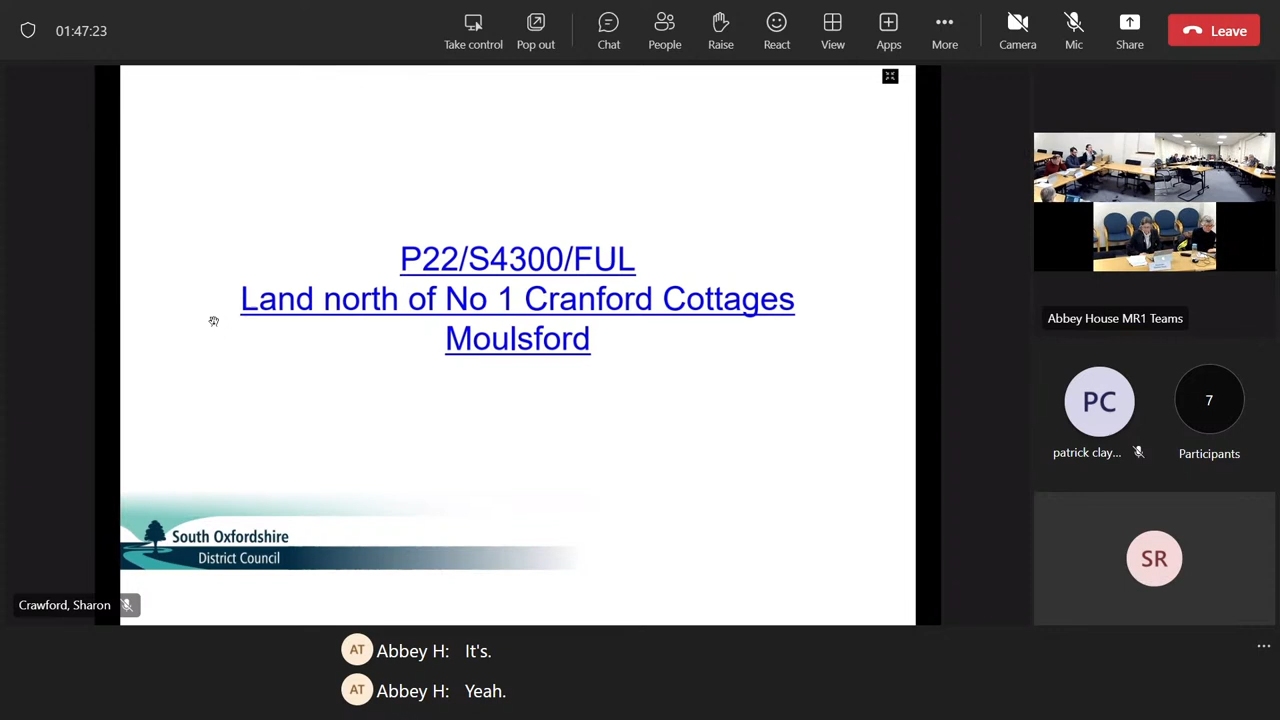 01:47:23
Take control
Pop out
Chat
People
Raise
React
View
Apps
More
Camera
Mic
Share
Leave
P22/S4300/FUL
Land north of No 1 Cranford Cottages
Moulsford
South Oxfordshire
District Council
Crawford, Sharon
Abbey House MR1 Teams
PC
patrick clay...
7
Participants
SR
AT Abbey H: It's.
AT Abbey H: Yeah.